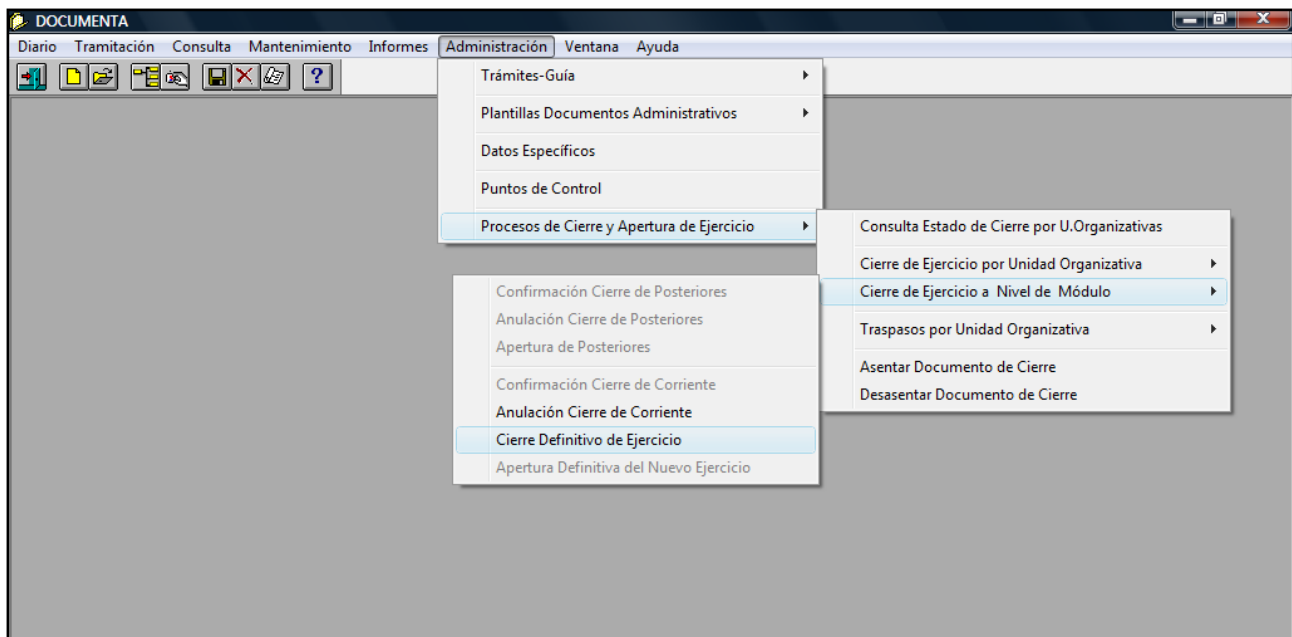 DOCUMENTA
Diario Tramitación Consulta Mantenimiento Informes Administración Ventana Ayuda
?
Trámites-Guía
Plantillas Documentos Administrativos
Datos Específicos
Puntos de Control
Procesos de Cierre y Apertura de Ejercicio
Consulta Estado de Cierre por U.Organizativas
Cierre de Ejercicio por Unidad Organizativa
Cierre de Ejercicio a Nivel de Módulo
Traspasos por Unidad Organizativa
Asentar Documento de Cierre
Desasentar Documento de Cierre
Confirmación Cierre de Posteriores
Anulación Cierre de Posteriores
Apertura de Posteriores
Confirmación Cierre de Corriente
Anulación Cierre de Corriente
Cierre Definitivo de Ejercicio
Apertura Definitiva del Nuevo Ejercicio